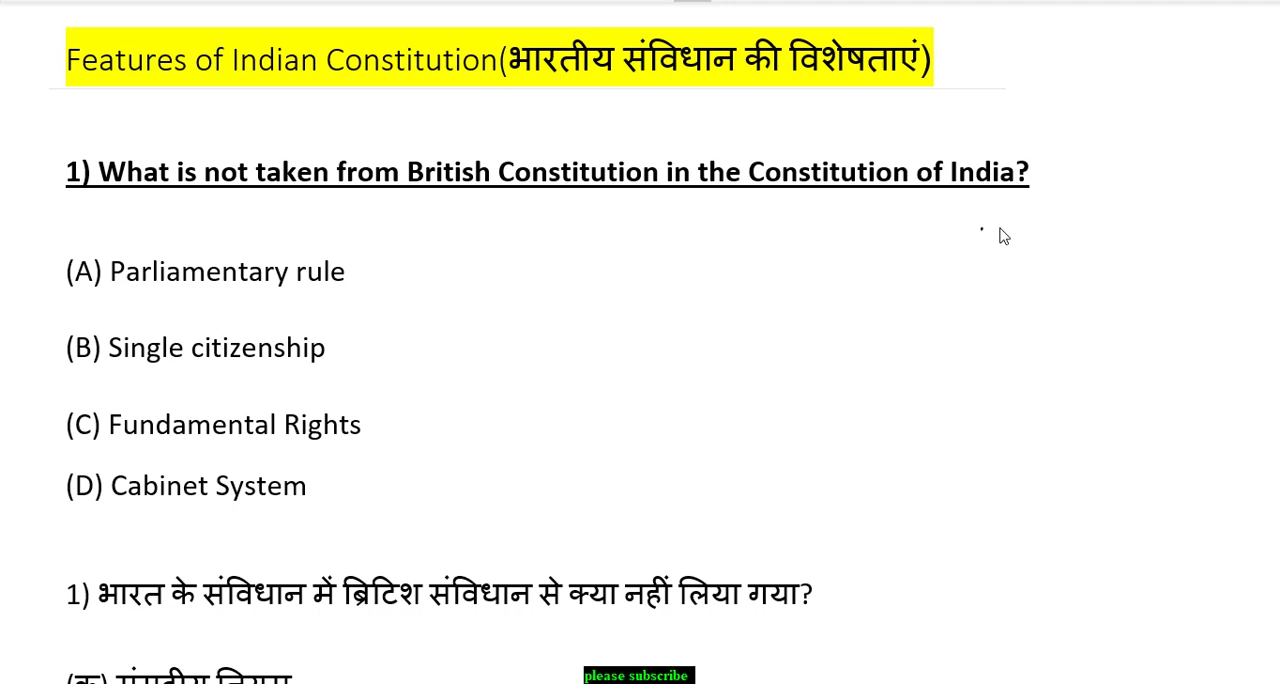 Features of Indian Constitution(भारतीय संविधान की विशेषताएं)
1) What is not taken from British Constitution in the Constitution of India?
(A) Parliamentary rule
(B) Single citizenship
(C) Fundamental Rights
(D) Cabinet System
1) भारत के संविधान में ब्रिटिश संविधान से क्या नहीं लिया गया?
please subscribe